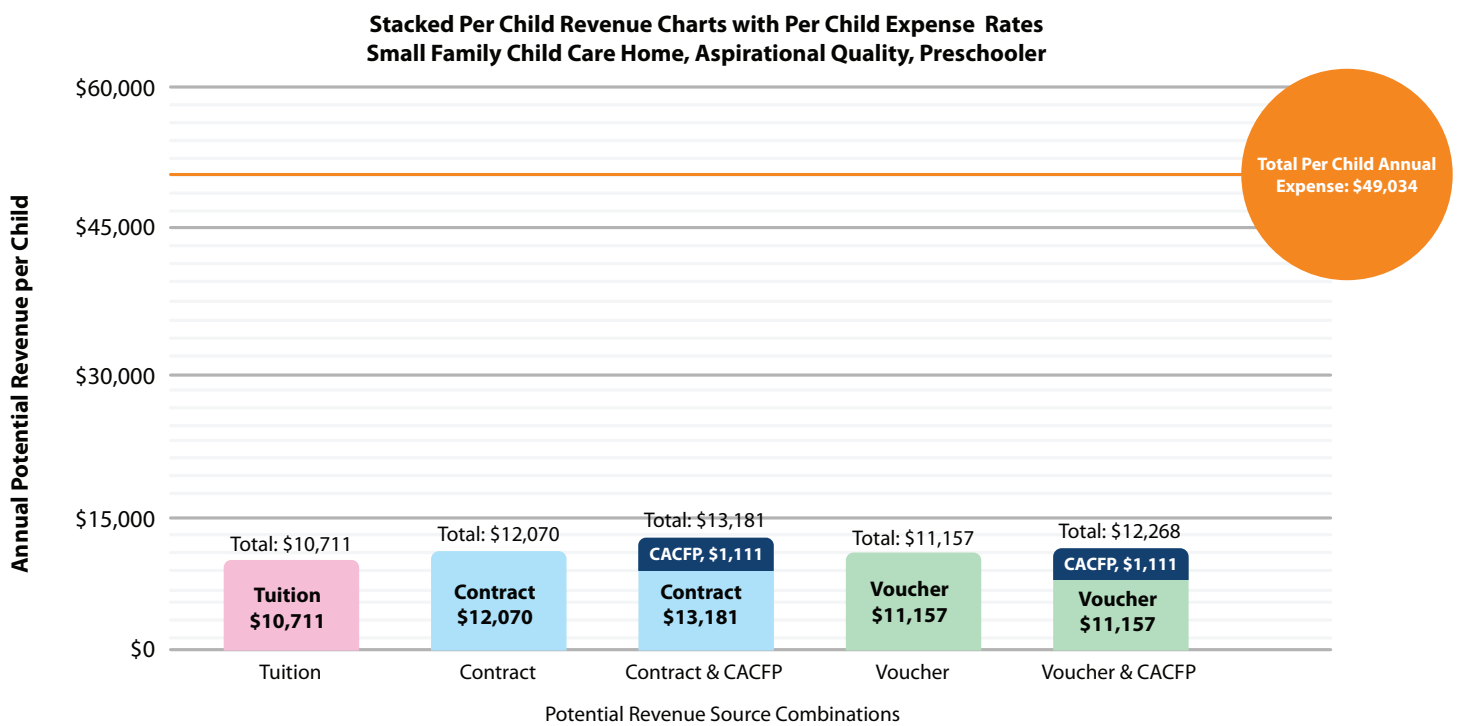 Stacked Per Child Revenue Charts with Per Child Expense Rates
Small Family Child Care Home, Aspirational Quality, Preschooler
Annual Potential Revenue per Child
$60,000
$45,000
$30,000
$15,000
$0
Total Per Child Annual
Expense: $49,034
Total: $10,711
Tuition
$10,711
Total: $12,070
Contract
$12,070
Total: $13,181
CACFP, $1,111
Contract
$13,181
Total: $11,157
Voucher
$11,157
Total: $12,268
CACFP, $1,111
Voucher
$11,157
Tuition
Contract
Contract & CACFP
Voucher
Voucher & CACFP
Potential Revenue Source Combinations